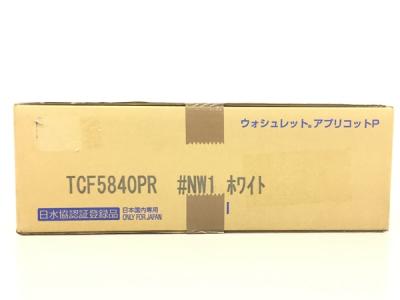 ウォシュレット®アプリコットP
TCF5840PR #NW1 ホワイト
日水協認証登録品
日本国内専用
ONLY FOR JAPAN